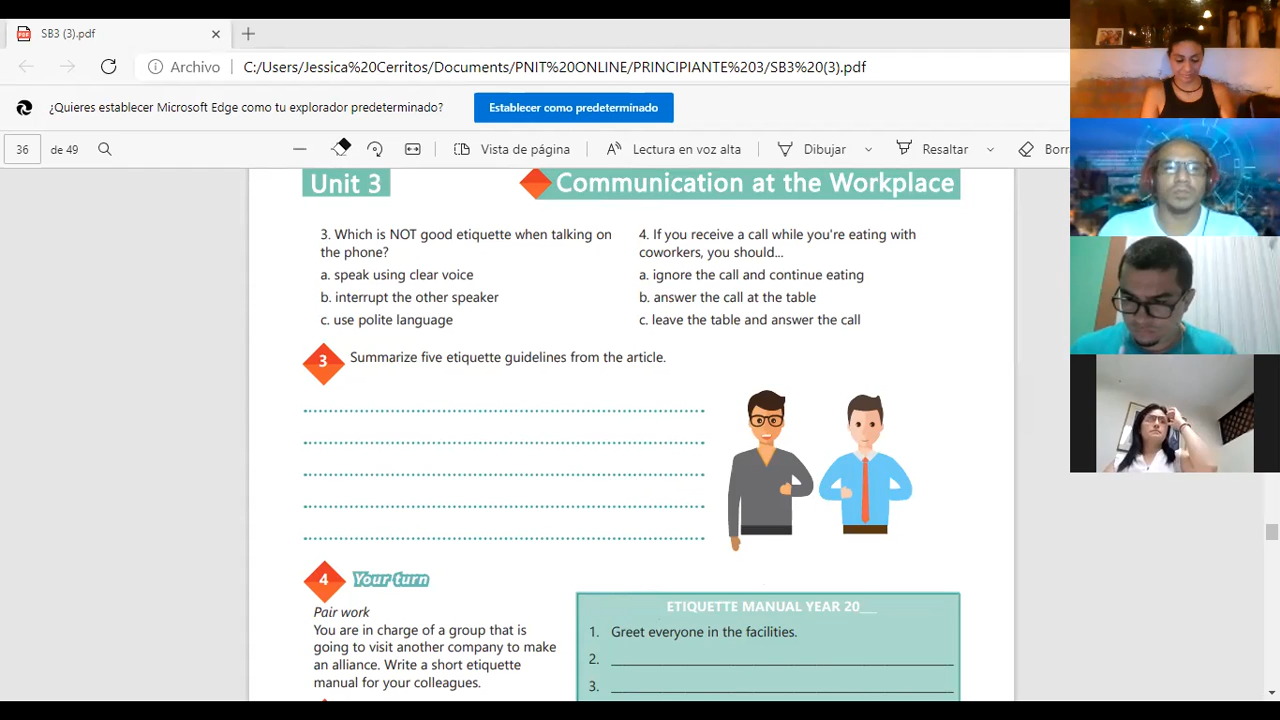 SB3 (3).pdf
Archivo
C:/Users/Jessica%20Cerritos/Documents/PNIT%20ONLINE/PRINCIPIANTE%203/SB3%20(3).pdf
¿Quieres establecer Microsoft Edge como tu explorador predeterminado?
Establecer como predeterminado
36 de 49
Vista de página
Lectura en voz alta
Dibujar
Resaltar
Borr
Unit 3
Communication at the Workplace
3. Which is NOT good etiquette when talking on
the phone?
a. speak using clear voice
b. interrupt the other speaker
c. use polite language
4. If you receive a call while you're eating with
coworkers, you should...
a. ignore the call and continue eating
b. answer the call at the table
c. leave the table and answer the call
3 Summarize five etiquette guidelines from the article.
4 Your turn
Pair work
You are in charge of a group that is
going to visit another company to make
an alliance. Write a short etiquette
manual for your colleagues.
ETIQUETTE MANUAL YEAR 20___
1. Greet everyone in the facilities.
2.
3.